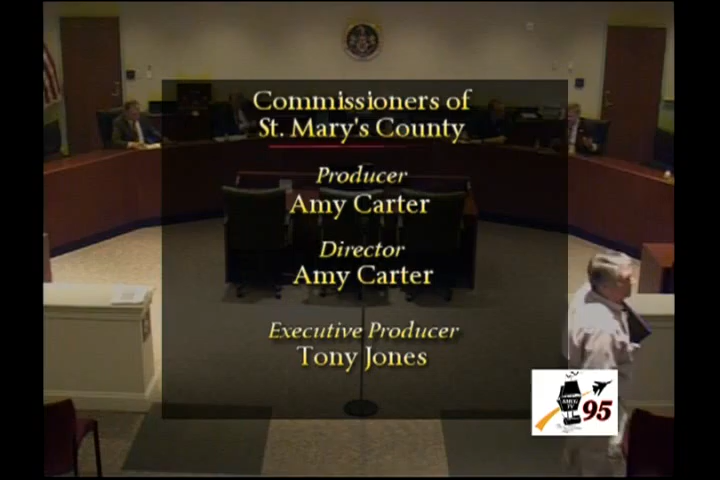 Commissioners of
St. Mary's County
Producer
Amy Carter
Director
Amy Carter
Executive Producer
Tony Jones
95